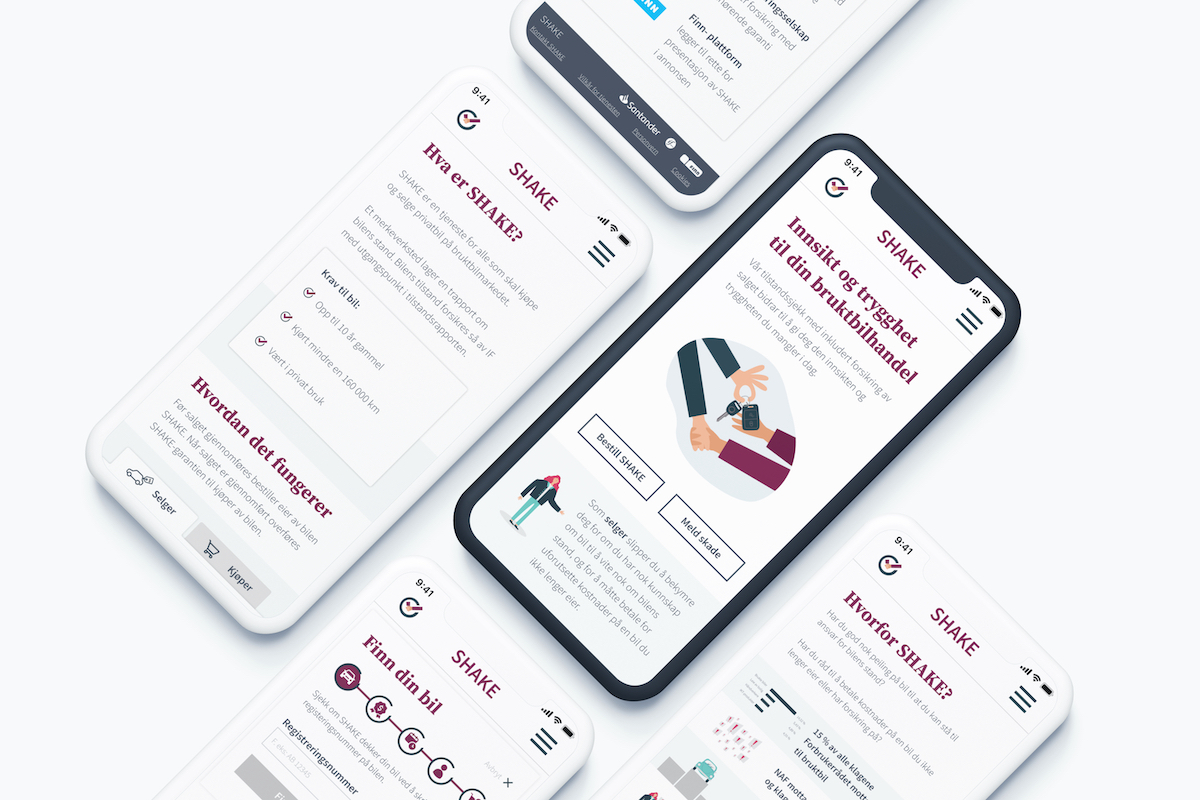 ringsselskap
forsikring med
ørende garanti
Finn- plattform
legger til rette for
presentasjon av SHAKE
i annonsen
SHAKE
Kontakt SHAKE
Vilkår for tjenesten
Santander
Personvern
Cookies
9:41
SHAKE
Hva er SHAKE?
SHAKE er en tjeneste for alle som skal kjøpe
og selge privatbil på bruktbilmarkedet.
Et merkeverksted lager en trapport om
bilens stand. Bilens tilstand forsikres så av IF
med utgangspunkt i tilstandsrapporten.
Krav til bil:
Opp til 10 år gammel
Kjørt mindre en 160 000 km
Vært i privat bruk
Hvordan det fungerer
Før salget gjennomføres bestiller eier av bilen
SHAKE. Når salget er gjennomført overføres
SHAKE-garantien til kjøper av bilen.
Selger
Kjøper
9:41
SHAKE
Innsikt og trygghet
til din bruktbilhandel
Vår tilstandssjekk med inkludert forsikring av
salget bidrar til å gi deg den innsikten og
tryggheten du mangler i dag.
Bestill SHAKE
Meld skade
Som selger slipper du å bekymre
deg for om du har nok kunnskap
om bil til å vite nok om bilens
stand, og for å måtte betale for
uforutsette kostnader på en bil du
ikke lenger eier.
9:41
SHAKE
Finn din bil
Avbryt
Sjekk om SHAKE dekker din bil ved å sk
registeringsnummer på bilen.
Registreringsnummer
F. eks. AB 12345
Fi
9:41
SHAKE
Hvorfor SHAKE?
Har du god nok peiling på bil til at du kan stå til
ansvar for bilens stand?
Har du råd til å betale kostnader på en bil du ikke
lenger eier eller har forsikring på?
15 % av alle klagene
Forbrukerrådet motto
til bruktbil
NAF motta
og klag